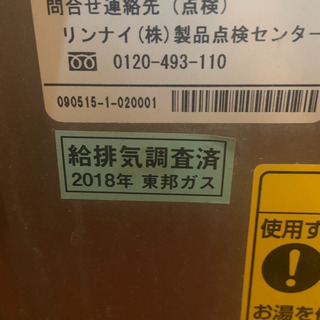 問合せ連絡先（点検）
リンナイ(株)製品点検センター
0120-493-110
090515-1-020001
給排気調査済
2018年 東邦ガス
使用す
お湯を